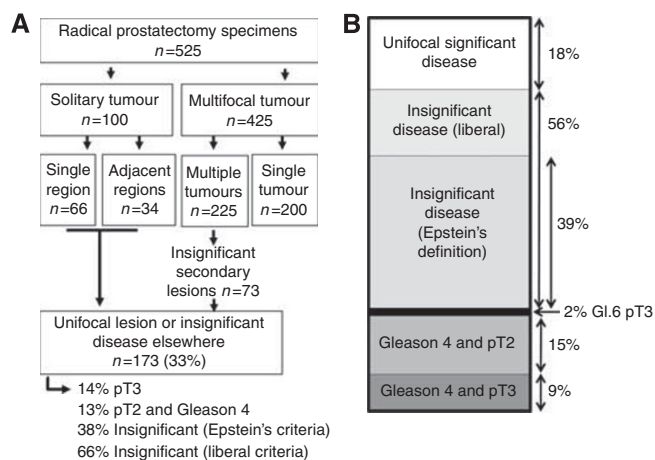 A
Radical prostatectomy specimens
n=525
Solitary tumour
n=100
Multifocal tumour
n=425
Single
region
n=66
Adjacent
regions
n=34
Multiple
tumours
n=225
Single
tumour
n=200
Insignificant
secondary
lesions n=73
Unifocal lesion or insignificant
disease elsewhere
n=173 (33%)
14% pT3
13% pT2 and Gleason 4
38% Insignificant (Epstein's criteria)
66% Insignificant (liberal criteria)
B
Unifocal significant
disease
18%
Insignificant
disease (liberal)
56%
Insignificant
disease
(Epstein's
definition)
39%
2% Gl.6 pT3
Gleason 4 and pT2
15%
Gleason 4 and pT3
9%